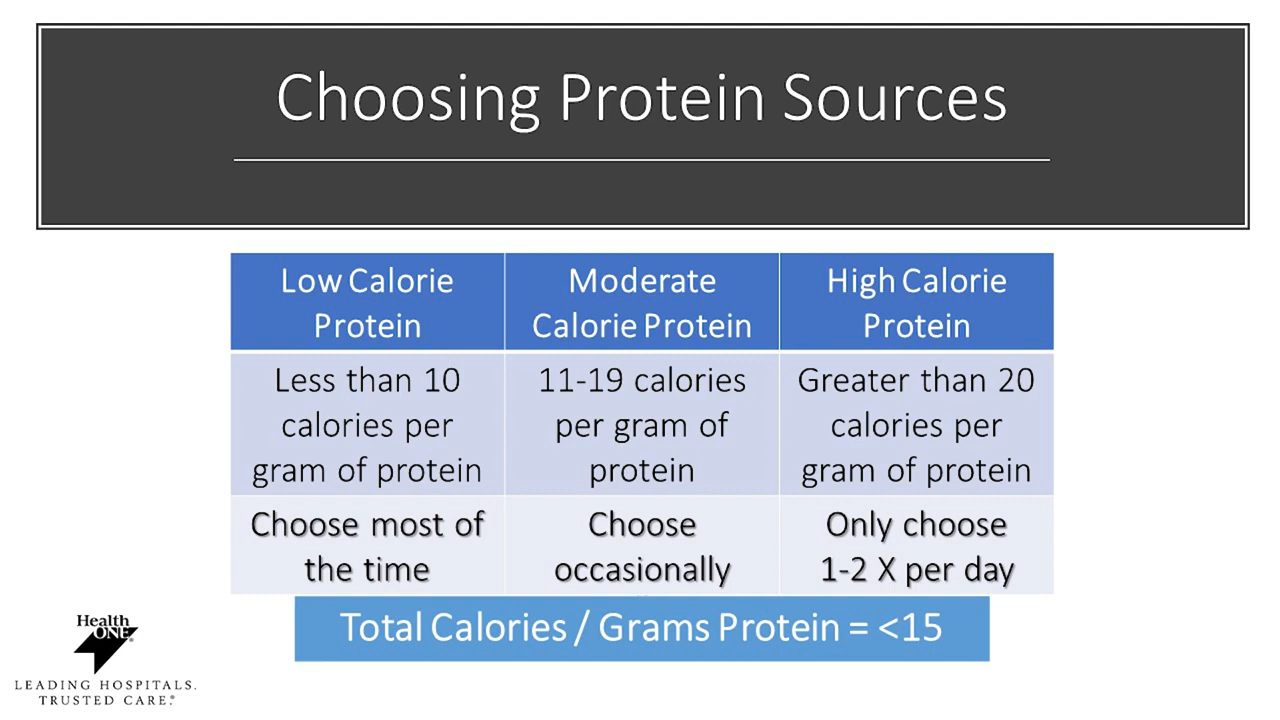 Choosing Protein Sources
Low Calorie
Protein
Moderate
Calorie Protein
High Calorie
Protein
Less than 10
calories per
gram of protein
11-19 calories
per gram of
protein
Greater than 20
calories per
gram of protein
Choose most of
the time
Choose
occasionally
Only choose
1-2 X per day
Total Calories / Grams Protein = <15
Health
ONE®
LEADING HOSPITALS.
TRUSTED CARE.®